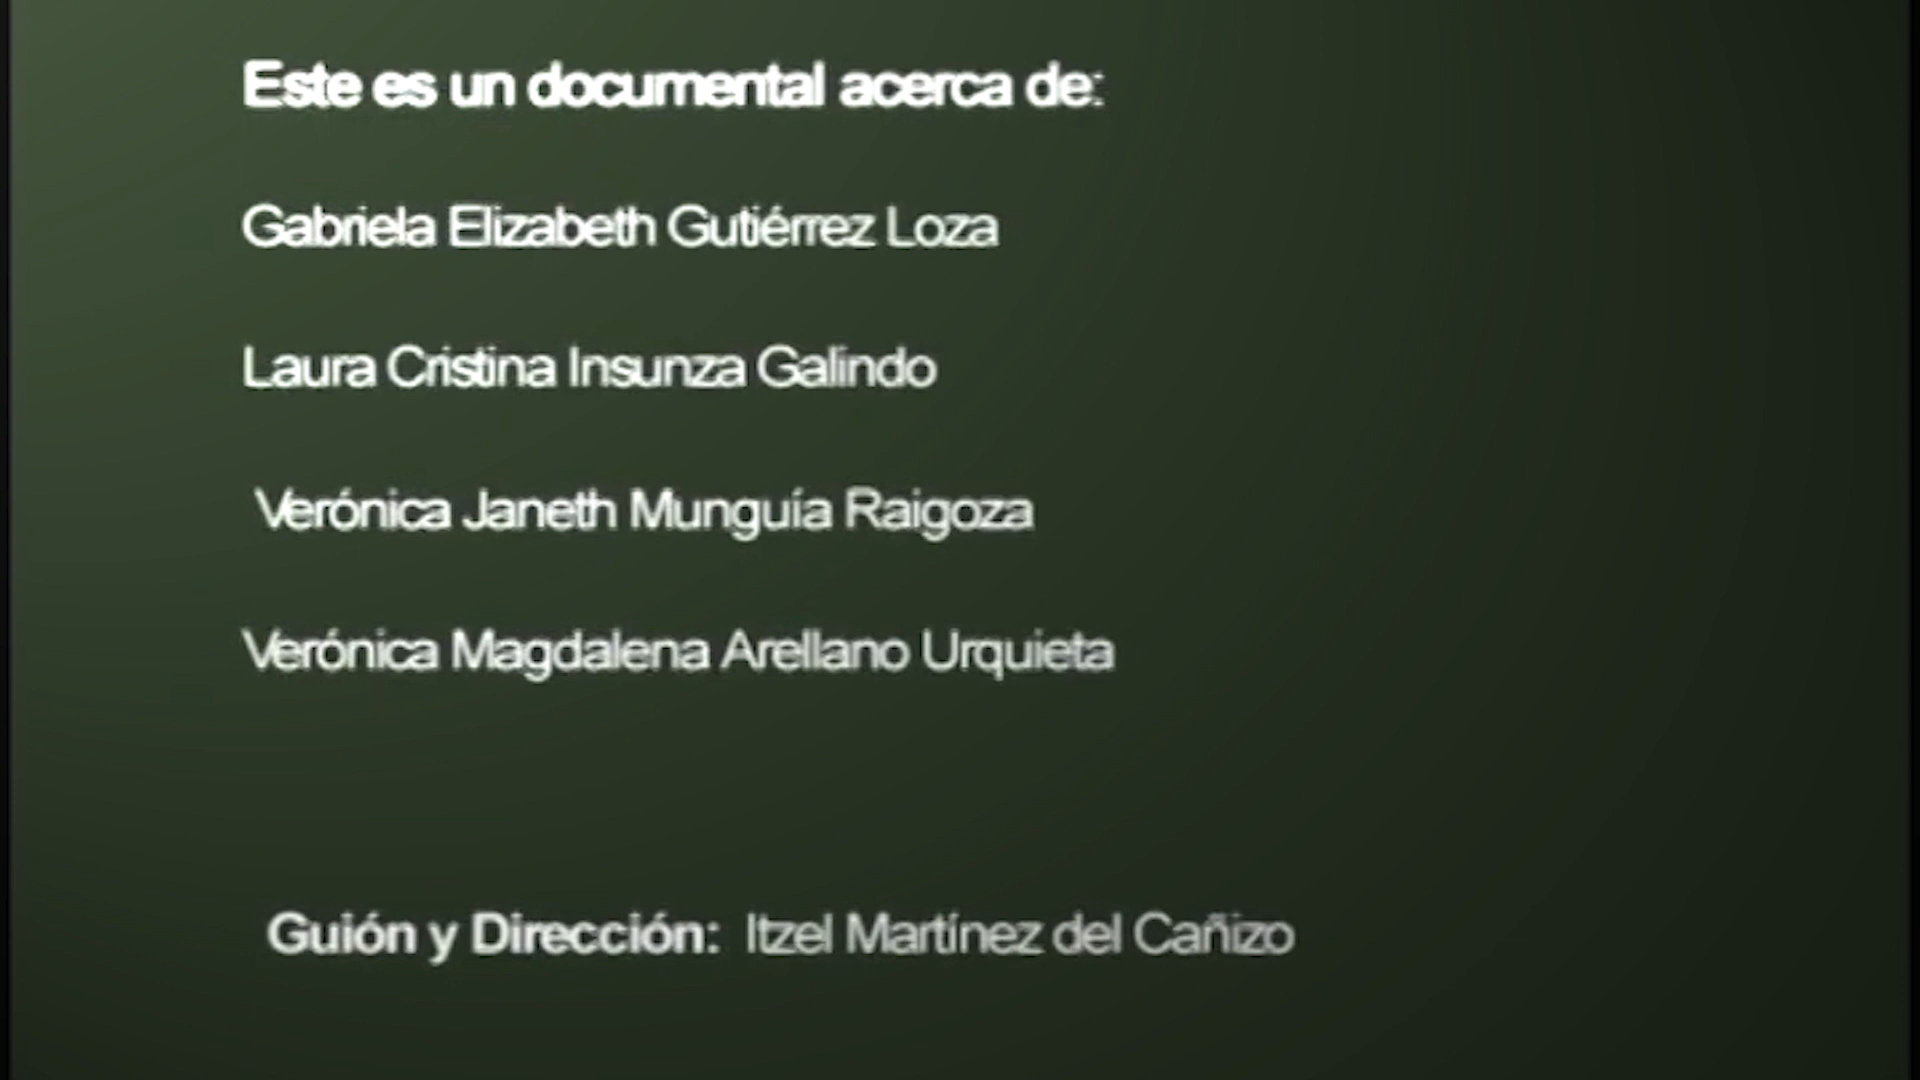 Este es un documental acerca de:
Gabriela Elizabeth Gutiérrez Loza
Laura Cristina Insunza Galindo
Verónica Janeth Munguía Raigoza
Verónica Magdalena Arellano Urquieta
Guión y Dirección: Itzel Martínez del Cañizo